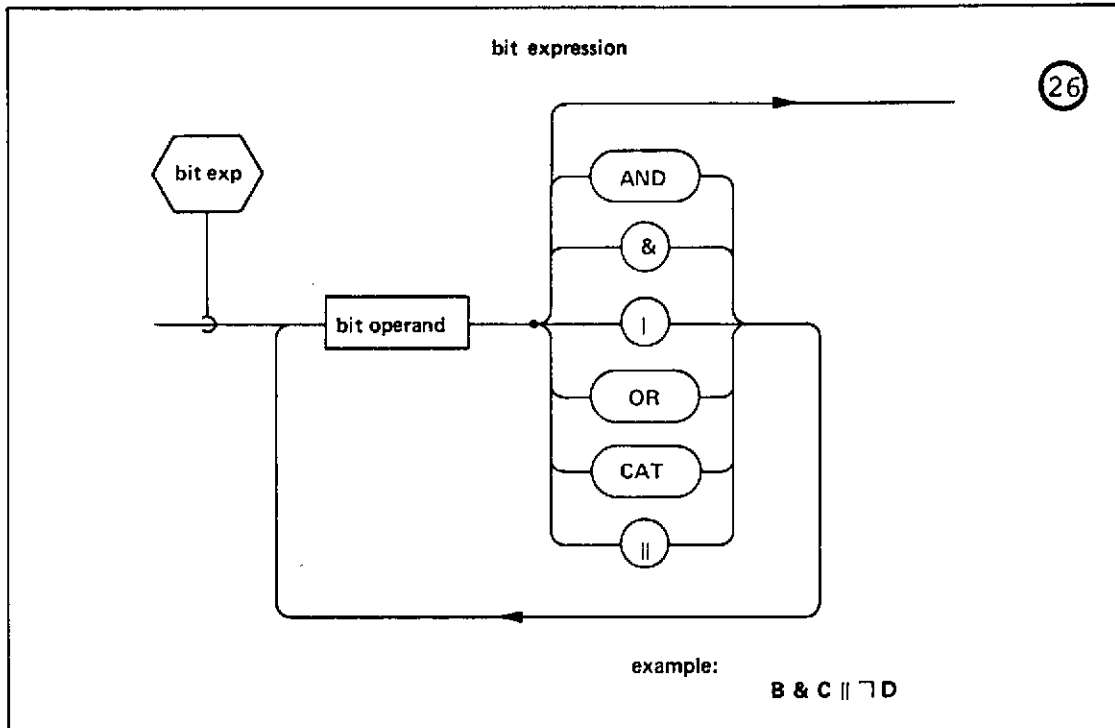 bit expression
26
bit exp
AND
&
|
bit operand
OR
CAT
||
example:
B & C || ¬ D